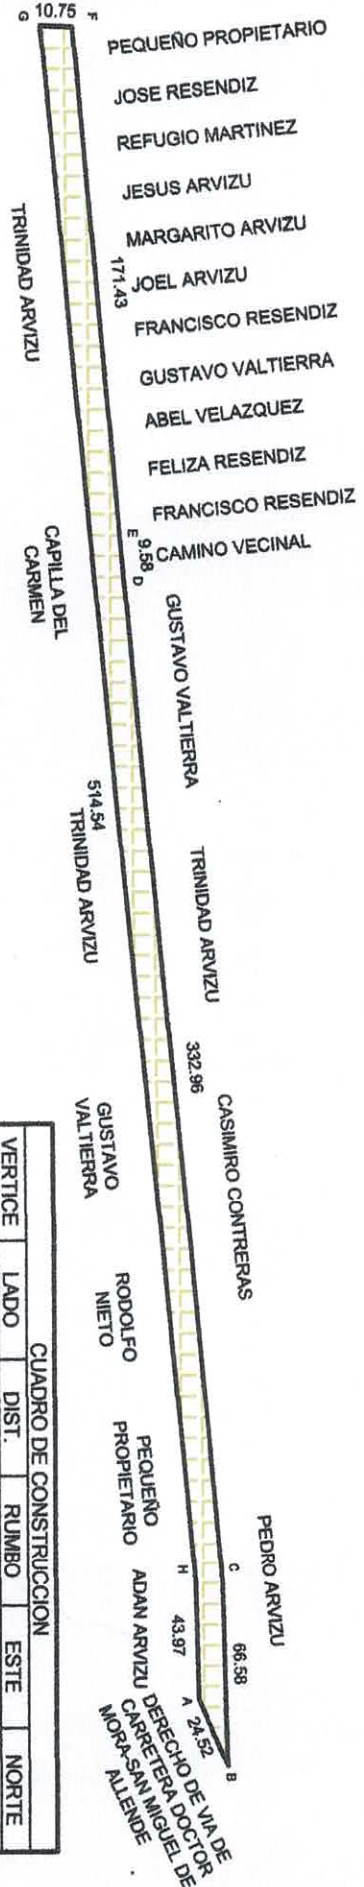 G 10.75 F
PEQUEÑO PROPIETARIO
JOSE RESENDIZ
REFUGIO MARTINEZ
JESUS ARVIZU
MARGARITO ARVIZU
171.43
JOEL ARVIZU
FRANCISCO RESENDIZ
GUSTAVO VALTIERRA
ABEL VELAZQUEZ
FELIZA RESENDIZ
FRANCISCO RESENDIZ
E 9.58 D
CAMINO VECINAL
TRINIDAD ARVIZU
CAPILLA DEL
CARMEN
GUSTAVO VALTIERRA
514.54
TRINIDAD ARVIZU
TRINIDAD ARVIZU
332.96
CASIMIRO CONTRERAS
GUSTAVO
VALTIERRA
RODOLFO
NIETO
PEQUEÑO
PROPIETARIO
PEDRO ARVIZU
C
66.58
B
H
43.97
A 24.52
ADAN ARVIZU
DERECHO DE VIA DE
CARRETERA DOCTOR
MORA-SAN MIGUEL DE
ALLENDE
CUADRO DE CONSTRUCCION
VERTICE LADO DIST. RUMBO ESTE NORTE